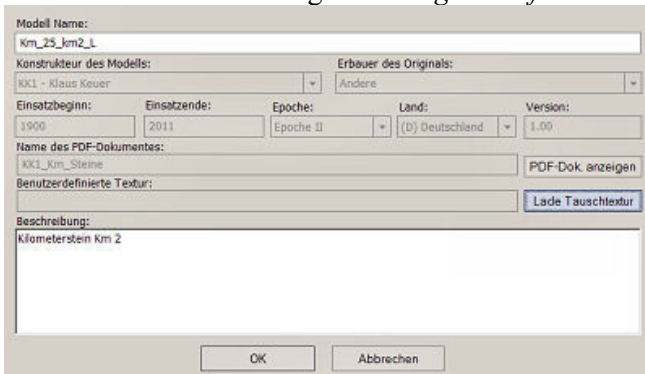 Modell Name:
Km_25_km2_L
Konstrukteur des Modells: Erbauer des Originals:
KK1 - Klaus Keuer Andere
Einsatzbeginn: Einsatzende: Epoche: Land: Version:
1900 2011 Epoche II (D) Deutschland 1.00
Name des PDF-Dokumentes:
KK1_Km_Steine PDF-Dok. anzeigen
Benutzerdefinierte Textur:
Lade Tauschtextur
Beschreibung:
Kilometerstein Km 2
OK Abbrechen